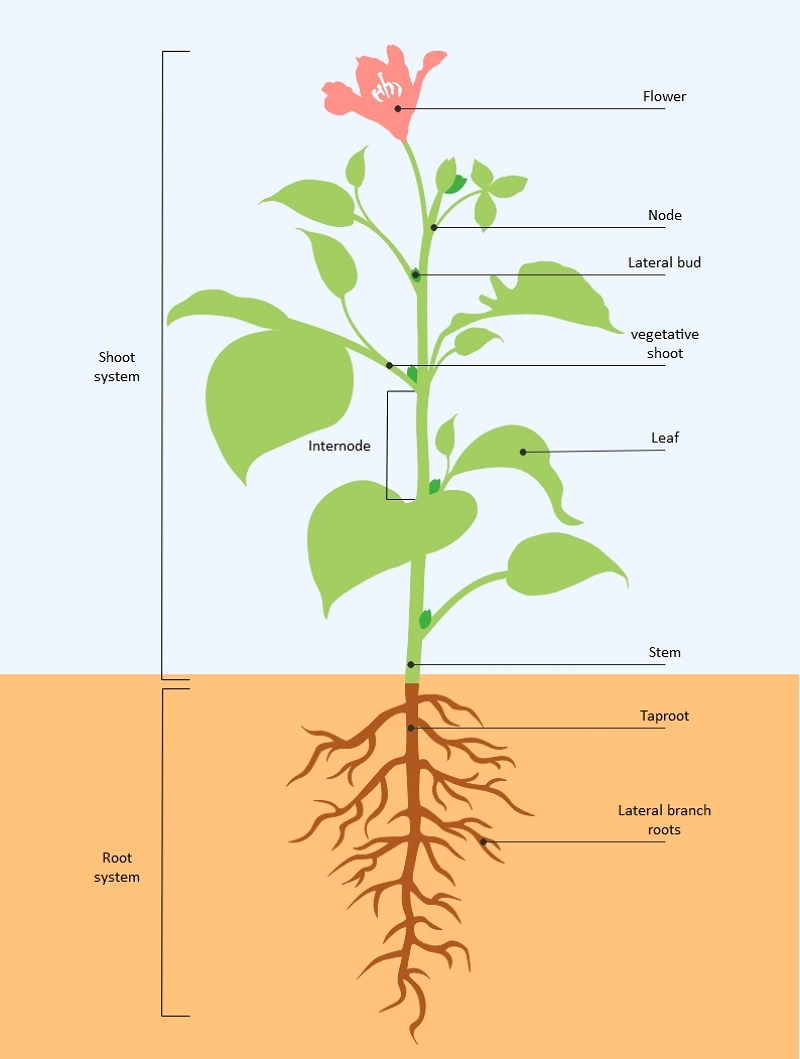 Flower
Node
Lateral bud
vegetative
shoot
Shoot
system
Leaf
Internode
Stem
Taproot
Lateral branch
roots
Root
system